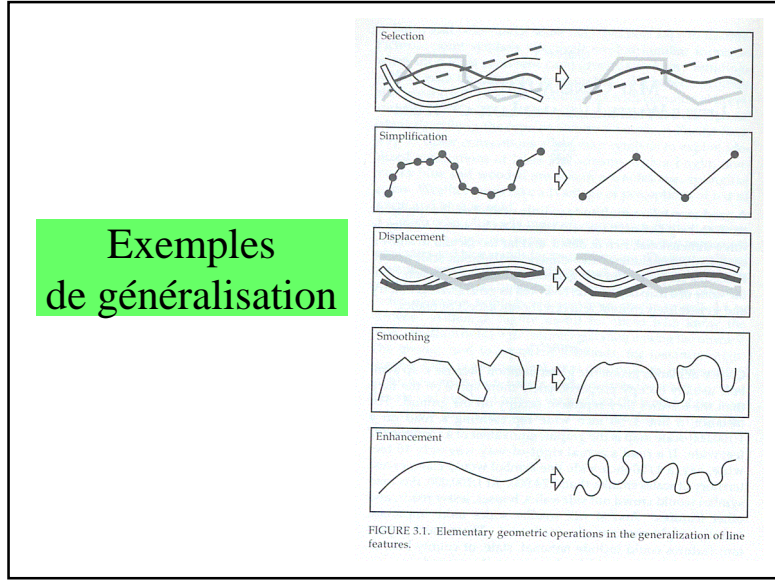 Exemples
de généralisation
Selection
Simplification
Displacement
Smoothing
Enhancement
FIGURE 3.1. Elementary geometric operations in the generalization of line
features.